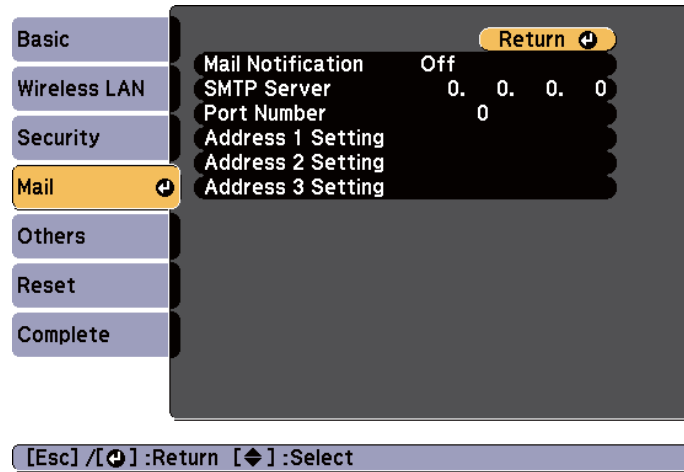 Basic
Wireless LAN
Security
Mail
Others
Reset
Complete
Return
Mail Notification Off
SMTP Server 0. 0. 0. 0
Port Number 0
Address 1 Setting
Address 2 Setting
Address 3 Setting
[Esc] /[⏎] :Return [◆] :Select